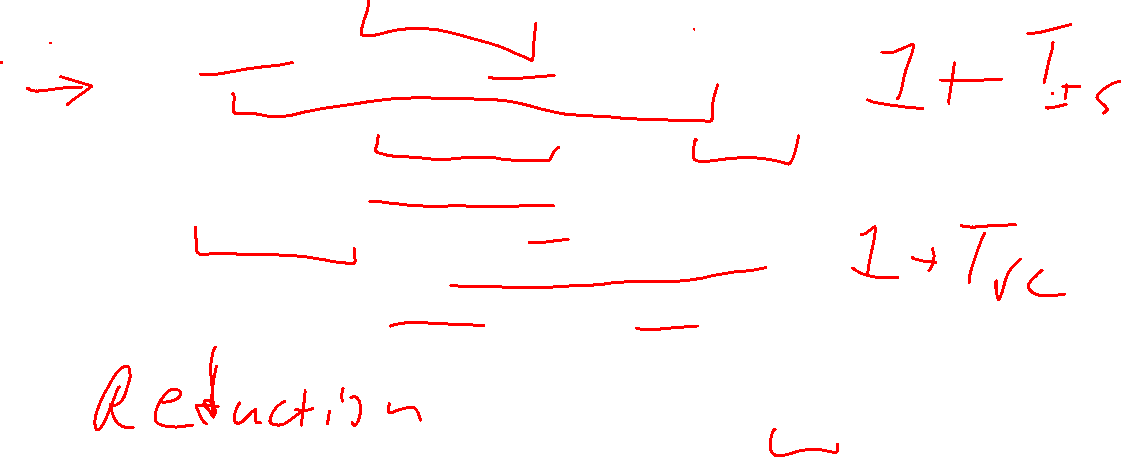 → 1 + T_IS
1 + T_VC
Reduction